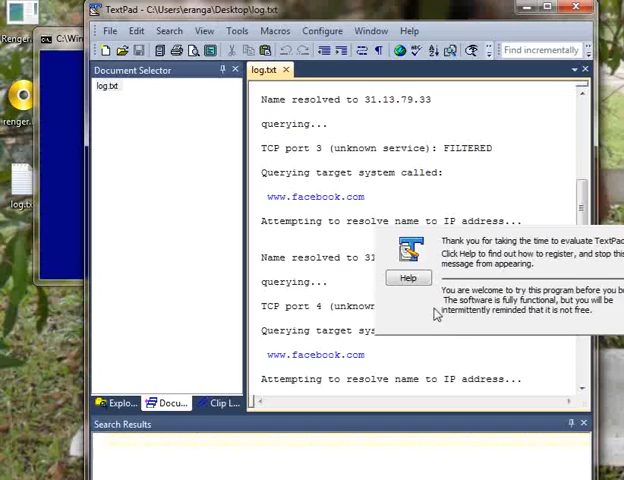 TextPad - C:\Users\eranga\Desktop\log.txt
C:\Win
Renger.
File Edit Search View Tools Macros Configure Window Help
Find incrementally
Document Selector
log.txt
log.txt
renger.
log.tx
Name resolved to 31.13.79.33
querying...
TCP port 3 (unknown service): FILTERED
Querying target system called:
www.facebook.com
Attempting to resolve name to IP address...
Name resolved to 31
querying...
TCP port 4 (unknown
Querying target sys
www.facebook.com
Attempting to resolve name to IP address...
Thank you for taking the time to evaluate TextPad
Click Help to find out how to register, and stop this
message from appearing.
Help
You are welcome to try this program before you bu
The software is fully functional, but you will be
intermittently reminded that it is not free.
Explo... Docu... Clip L...
Search Results